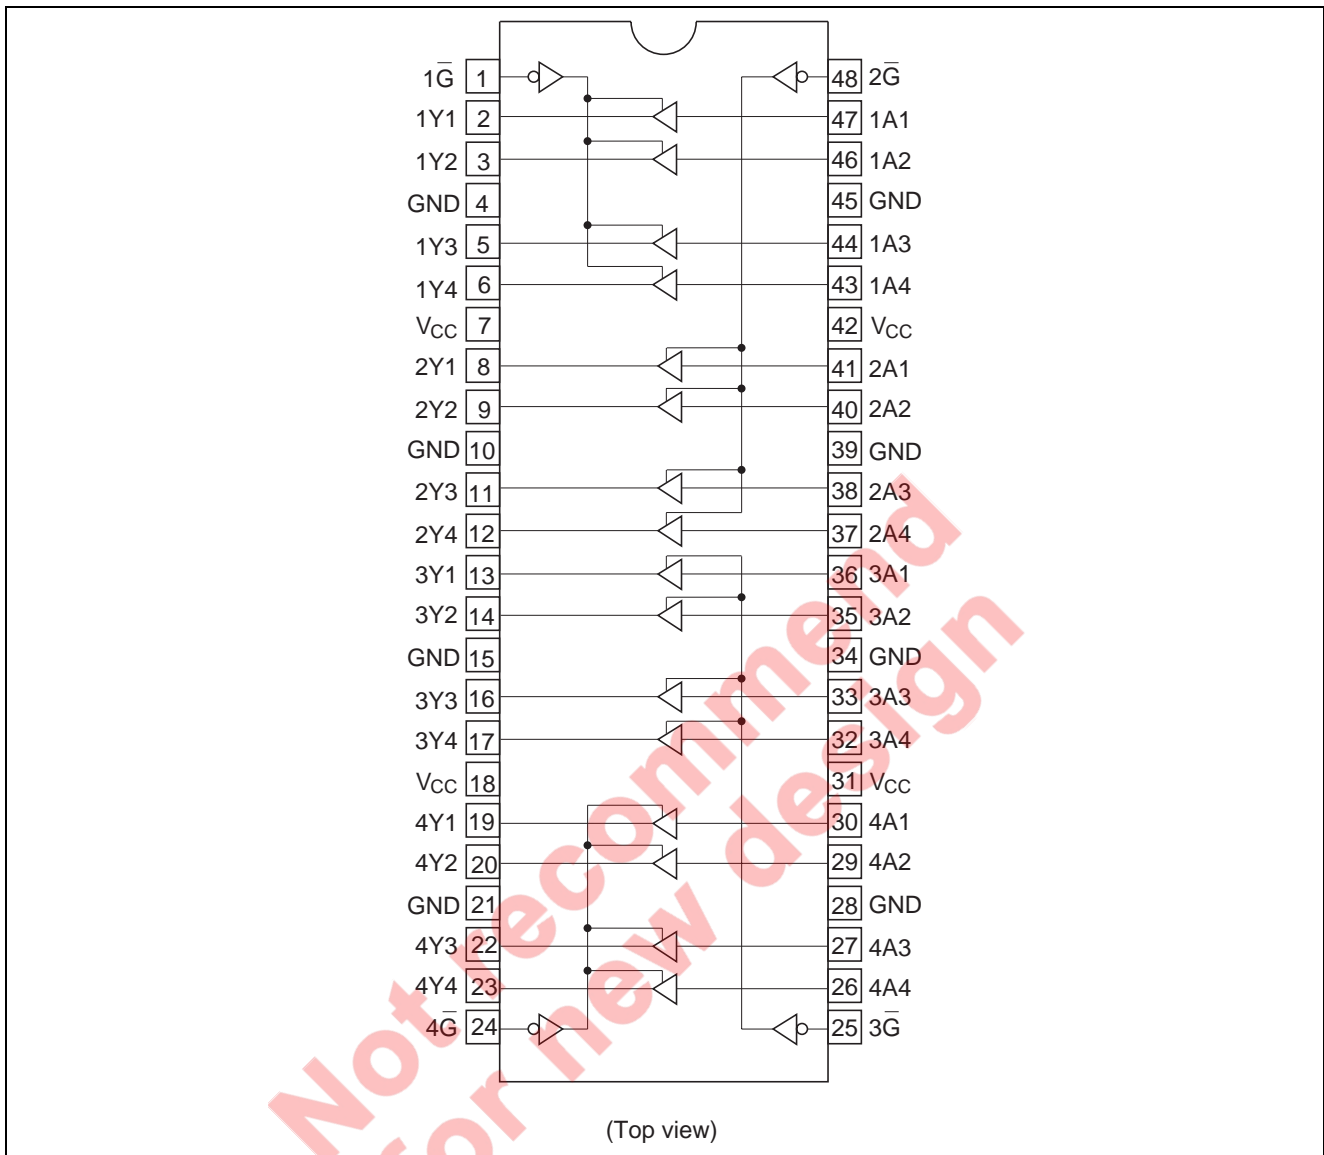 1G̅ 1 48 2G̅
1Y1 2 47 1A1
1Y2 3 46 1A2
GND 4 45 GND
1Y3 5 44 1A3
1Y4 6 43 1A4
VCC 7 42 VCC
2Y1 8 41 2A1
2Y2 9 40 2A2
GND 10 39 GND
2Y3 11 38 2A3
2Y4 12 37 2A4
3Y1 13 36 3A1
3Y2 14 35 3A2
GND 15 34 GND
3Y3 16 33 3A3
3Y4 17 32 3A4
VCC 18 31 VCC
4Y1 19 30 4A1
4Y2 20 29 4A2
GND 21 28 GND
4Y3 22 27 4A3
4Y4 23 26 4A4
4G̅ 24 25 3G̅
(Top view)
Not recommend
for new design